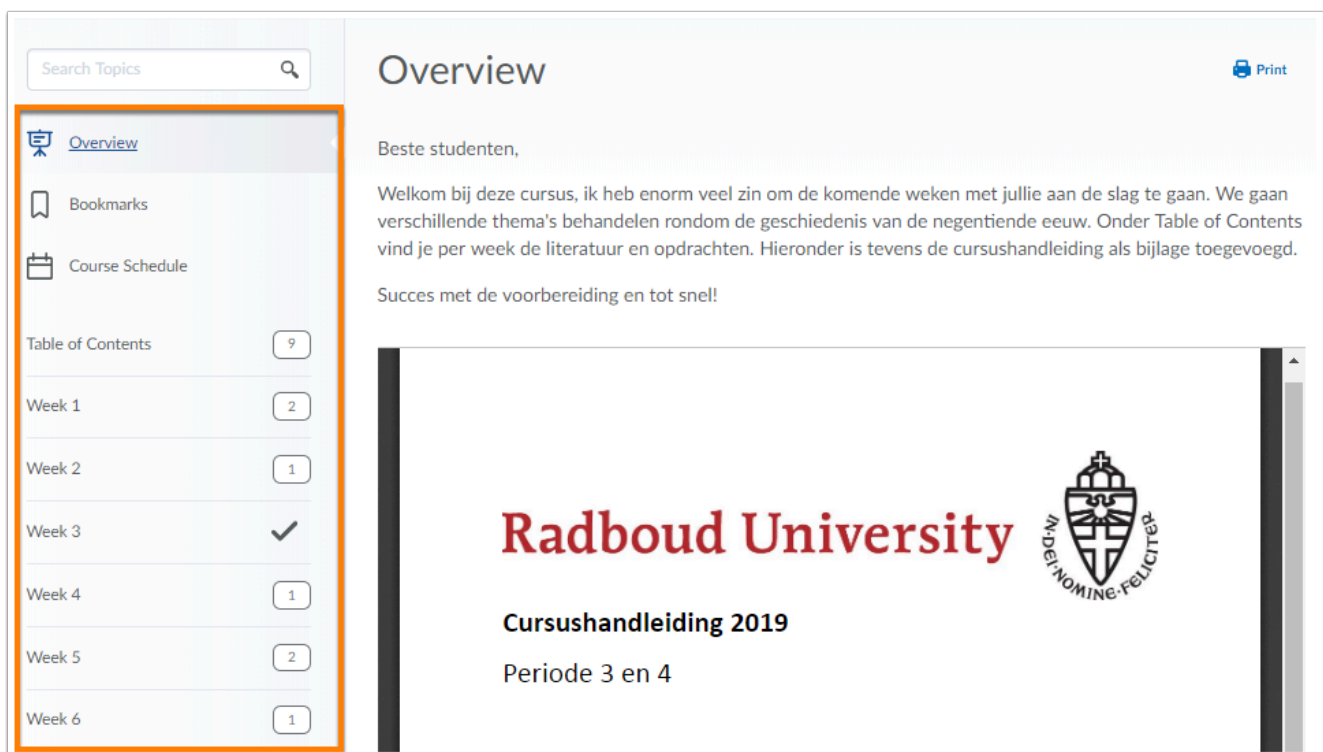 Search Topics
Overview
Bookmarks
Course Schedule
Table of Contents 9
Week 1 2
Week 2 1
Week 3
Week 4 1
Week 5 2
Week 6 1
Overview
Print
Beste studenten,
Welkom bij deze cursus, ik heb enorm veel zin om de komende weken met jullie aan de slag te gaan. We gaan
verschillende thema's behandelen rondom de geschiedenis van de negentiende eeuw. Onder Table of Contents
vind je per week de literatuur en opdrachten. Hieronder is tevens de cursushandleiding als bijlage toegevoegd.
Succes met de voorbereiding en tot snel!
Radboud University
IN·DEI·NOMINE·FELICITER
Cursushandleiding 2019
Periode 3 en 4